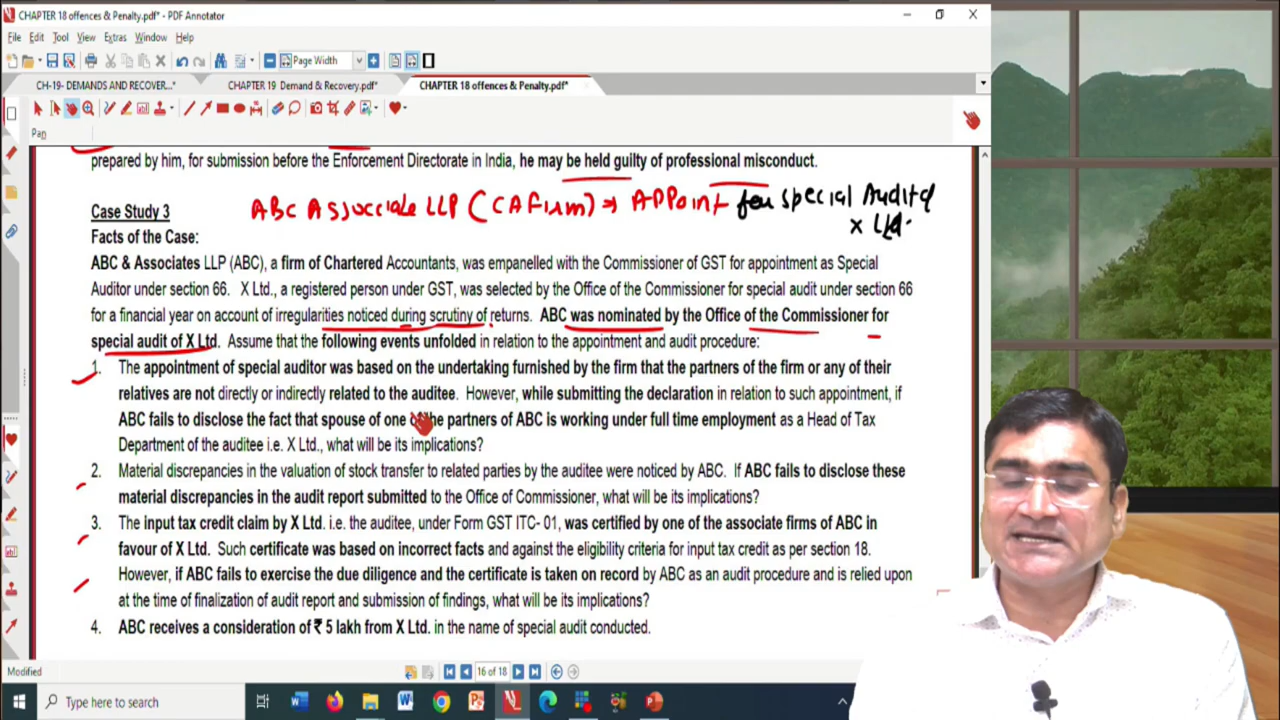 CHAPTER 18 offences & Penalty.pdf* - PDF Annotator
File Edit Tool View Extras Window Help
Page Width
CH-19- DEMANDS AND RECOVER...* CHAPTER 19 Demand & Recovery.pdf* CHAPTER 18 offences & Penalty.pdf*
Pan
prepared by him, for submission before the Enforcement Directorate in India, he may be held guilty of professional misconduct.
ABC Associate LLP (CA Firm) → APPoint for special Audit of
X Ltd.
Case Study 3
Facts of the Case:
ABC & Associates LLP (ABC), a firm of Chartered Accountants, was empanelled with the Commissioner of GST for appointment as Special
Auditor under section 66. X Ltd., a registered person under GST, was selected by the Office of the Commissioner for special audit under section 66
for a financial year on account of irregularities noticed during scrutiny of returns. ABC was nominated by the Office of the Commissioner for
special audit of X Ltd. Assume that the following events unfolded in relation to the appointment and audit procedure:
1. The appointment of special auditor was based on the undertaking furnished by the firm that the partners of the firm or any of their
relatives are not directly or indirectly related to the auditee. However, while submitting the declaration in relation to such appointment, if
ABC fails to disclose the fact that spouse of one of the partners of ABC is working under full time employment as a Head of Tax
Department of the auditee i.e. X Ltd., what will be its implications?
2. Material discrepancies in the valuation of stock transfer to related parties by the auditee were noticed by ABC. If ABC fails to disclose these
material discrepancies in the audit report submitted to the Office of Commissioner, what will be its implications?
3. The input tax credit claim by X Ltd. i.e. the auditee, under Form GST ITC- 01, was certified by one of the associate firms of ABC in
favour of X Ltd. Such certificate was based on incorrect facts and against the eligibility criteria for input tax credit as per section 18.
However, if ABC fails to exercise the due diligence and the certificate is taken on record by ABC as an audit procedure and is relied upon
at the time of finalization of audit report and submission of findings, what will be its implications?
4. ABC receives a consideration of ₹ 5 lakh from X Ltd. in the name of special audit conducted.
Modified
16 of 18
Type here to search